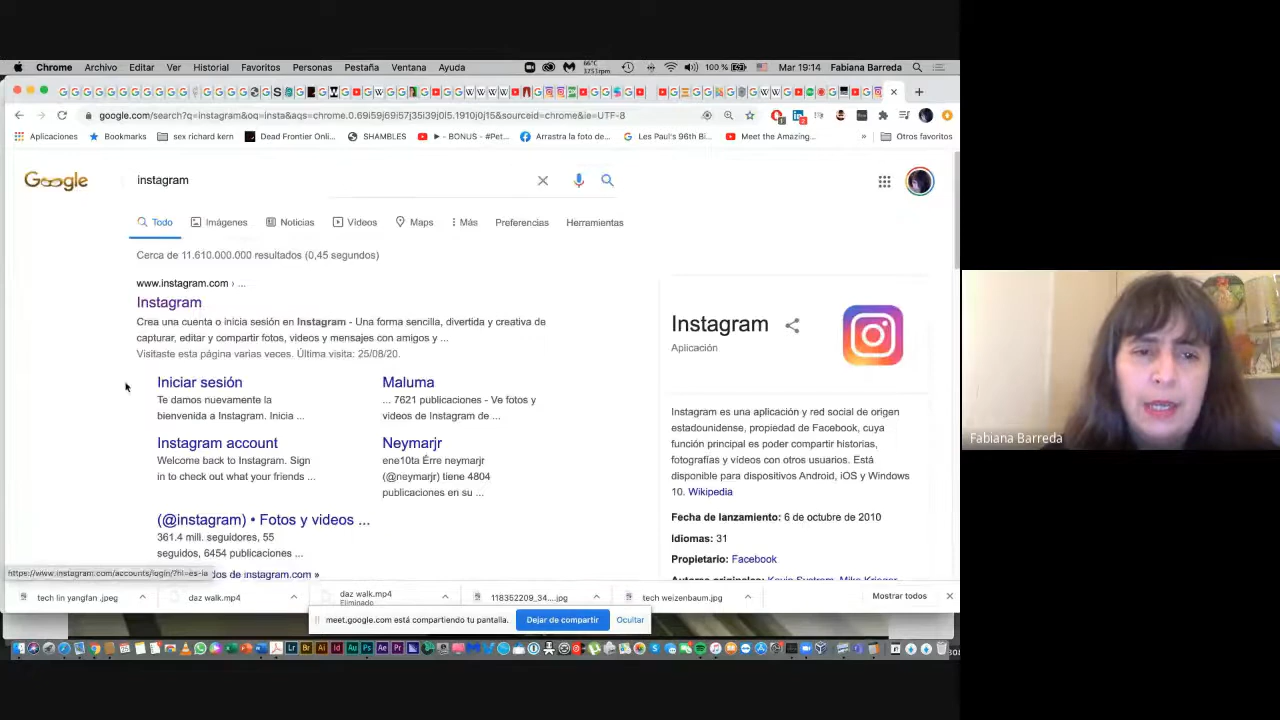 Chrome Archivo Editar Ver Historial Favoritos Personas Pestaña Ventana Ayuda
66°C
100 % Mar 19:14 Fabiana Barreda
google.com/search?q=instagram&oq=insta&aqs=chrome.0.69i59j69i57j35i39j0l5.1910j0j15&sourceid=chrome&ie=UTF-8
Aplicaciones Bookmarks sex richard kern Dead Frontier Onli... SHAMBLES ▶ - BONUS - #Pet... Arrastra la foto de... Les Paul's 96th Bi... Meet the Amazing... » Otros favoritos
Google
instagram
Todo Imágenes Noticias Vídeos Maps Más Preferencias Herramientas
Cerca de 11.610.000.000 resultados (0,45 segundos)
www.instagram.com › ...
Instagram
Crea una cuenta o inicia sesión en Instagram - Una forma sencilla, divertida y creativa de
capturar, editar y compartir fotos, videos y mensajes con amigos y ...
Visitaste esta página varias veces. Última visita: 25/08/20.
Iniciar sesión
Te damos nuevamente la
bienvenida a Instagram. Inicia ...
Maluma
... 7621 publicaciones - Ve fotos y
videos de Instagram de ...
Instagram account
Welcome back to Instagram. Sign
in to check out what your friends ...
Neymarjr
ene10ta Érre neymarjr
(@neymarjr) tiene 4804
publicaciones en su ...
(@instagram) • Fotos y videos ...
361.4 mill. seguidores, 55
seguidos, 6454 publicaciones ...
dos de instagram.com »
https://www.instagram.com/accounts/login/?hl=es-la
Instagram
Aplicación
Instagram es una aplicación y red social de origen
estadounidense, propiedad de Facebook, cuya
función principal es poder compartir historias,
fotografías y vídeos con otros usuarios. Está
disponible para dispositivos Android, iOS y Windows
10. Wikipedia
Fecha de lanzamiento: 6 de octubre de 2010
Idiomas: 31
Propietario: Facebook
Autores originales: Kevin Systrom, Mike Krieger
tech lin yangfan .jpeg daz walk.mp4 daz walk.mp4 118352209_34....jpg tech weizenbaum.jpg Mostrar todos
Eliminado
meet.google.com está compartiendo tu pantalla. Dejar de compartir Ocultar
Fabiana Barreda